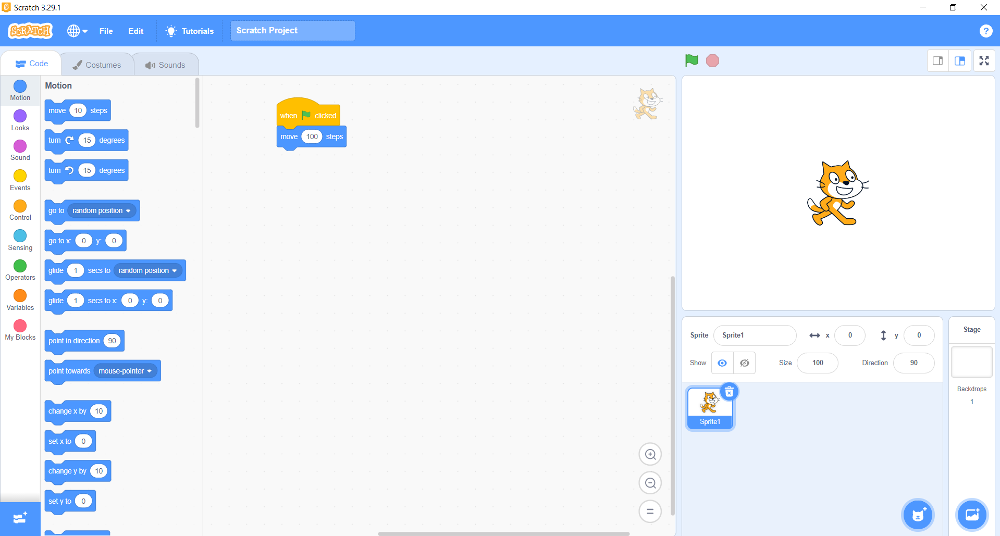 Scratch 3.29.1
SCRATCH
File
Edit
Tutorials
Scratch Project
?
Code
Costumes
Sounds
Motion
Looks
Sound
Events
Control
Sensing
Operators
Variables
My Blocks
Motion
move 10 steps
turn 15 degrees
turn 15 degrees
go to random position
go to x: 0 y: 0
glide 1 secs to random position
glide 1 secs to x: 0 y: 0
point in direction 90
point towards mouse-pointer
change x by 10
set x to 0
change y by 10
set y to 0
when clicked
move 100 steps
Sprite Sprite1 x 0 y 0
Show Size 100 Direction 90
Sprite1
Stage
Backdrops
1